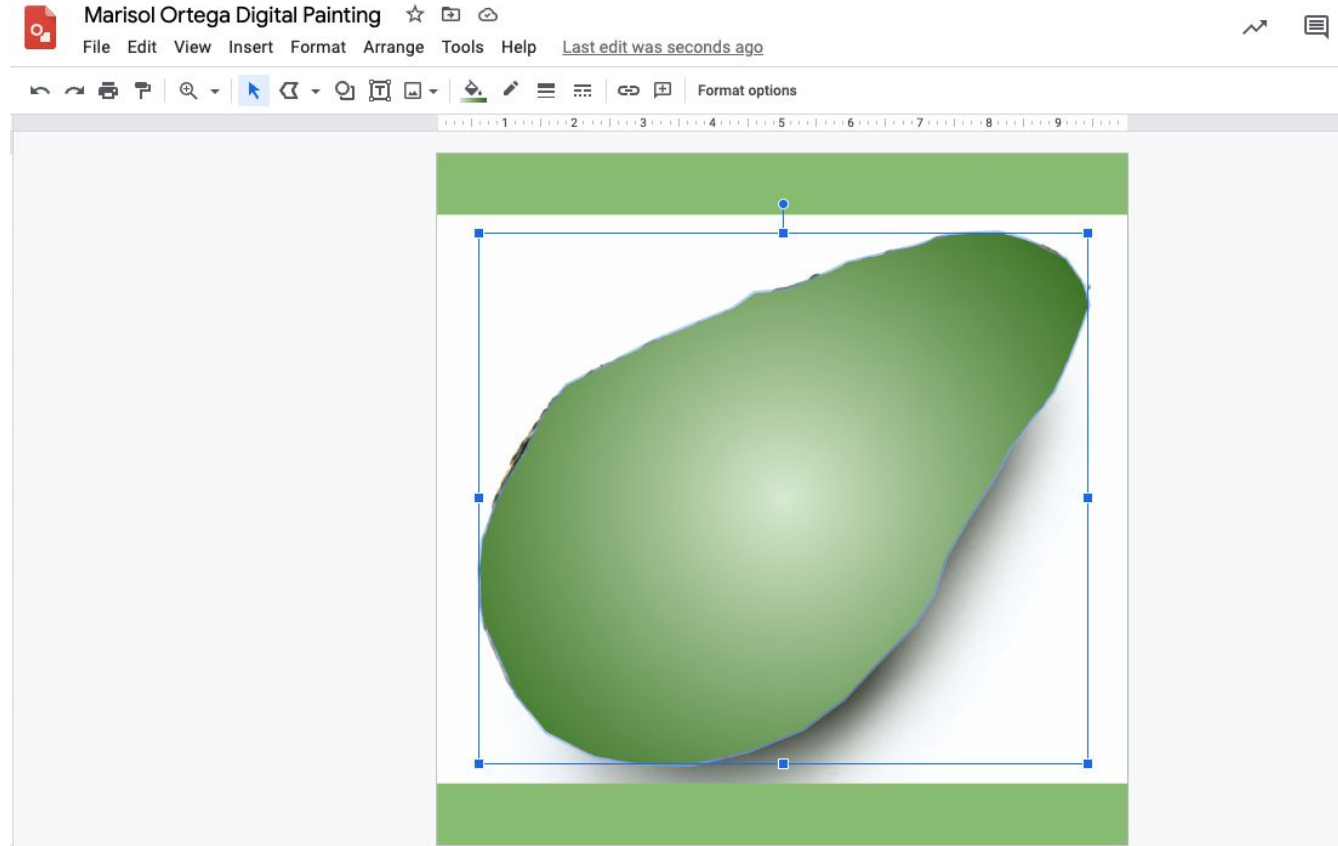 Marisol Ortega Digital Painting
File Edit View Insert Format Arrange Tools Help Last edit was seconds ago
Format options
1 2 3 4 5 6 7 8 9